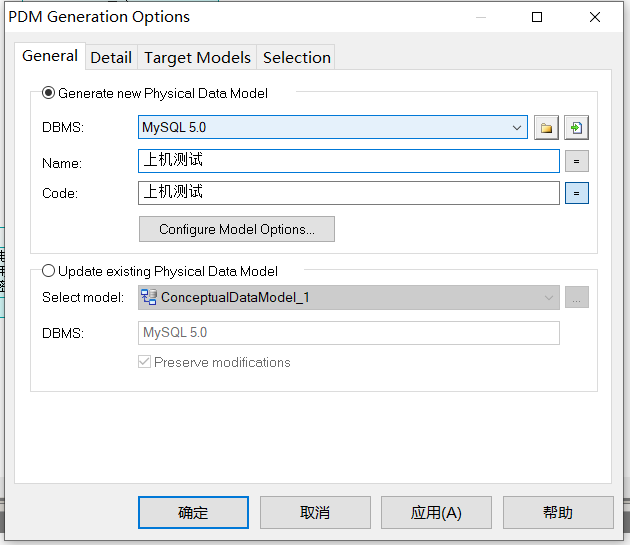 PDM Generation Options
General Detail Target Models Selection
Generate new Physical Data Model
DBMS: MySQL 5.0
Name: 上机测试 =
Code: 上机测试 =
Configure Model Options...
Update existing Physical Data Model
Select model: ConceptualDataModel_1 ...
DBMS: MySQL 5.0
Preserve modifications
确定 取消 应用(A) 帮助